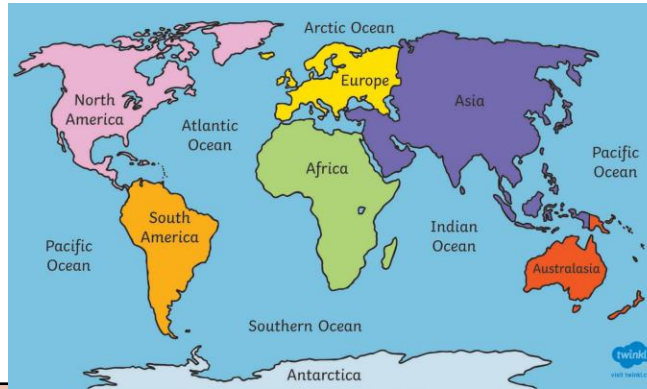 Arctic Ocean
Europe
North
America
Asia
Atlantic
Ocean
Pacific
Ocean
Africa
South
America
Indian
Ocean
Pacific
Ocean
Australasia
Southern Ocean
Antarctica
twinkl